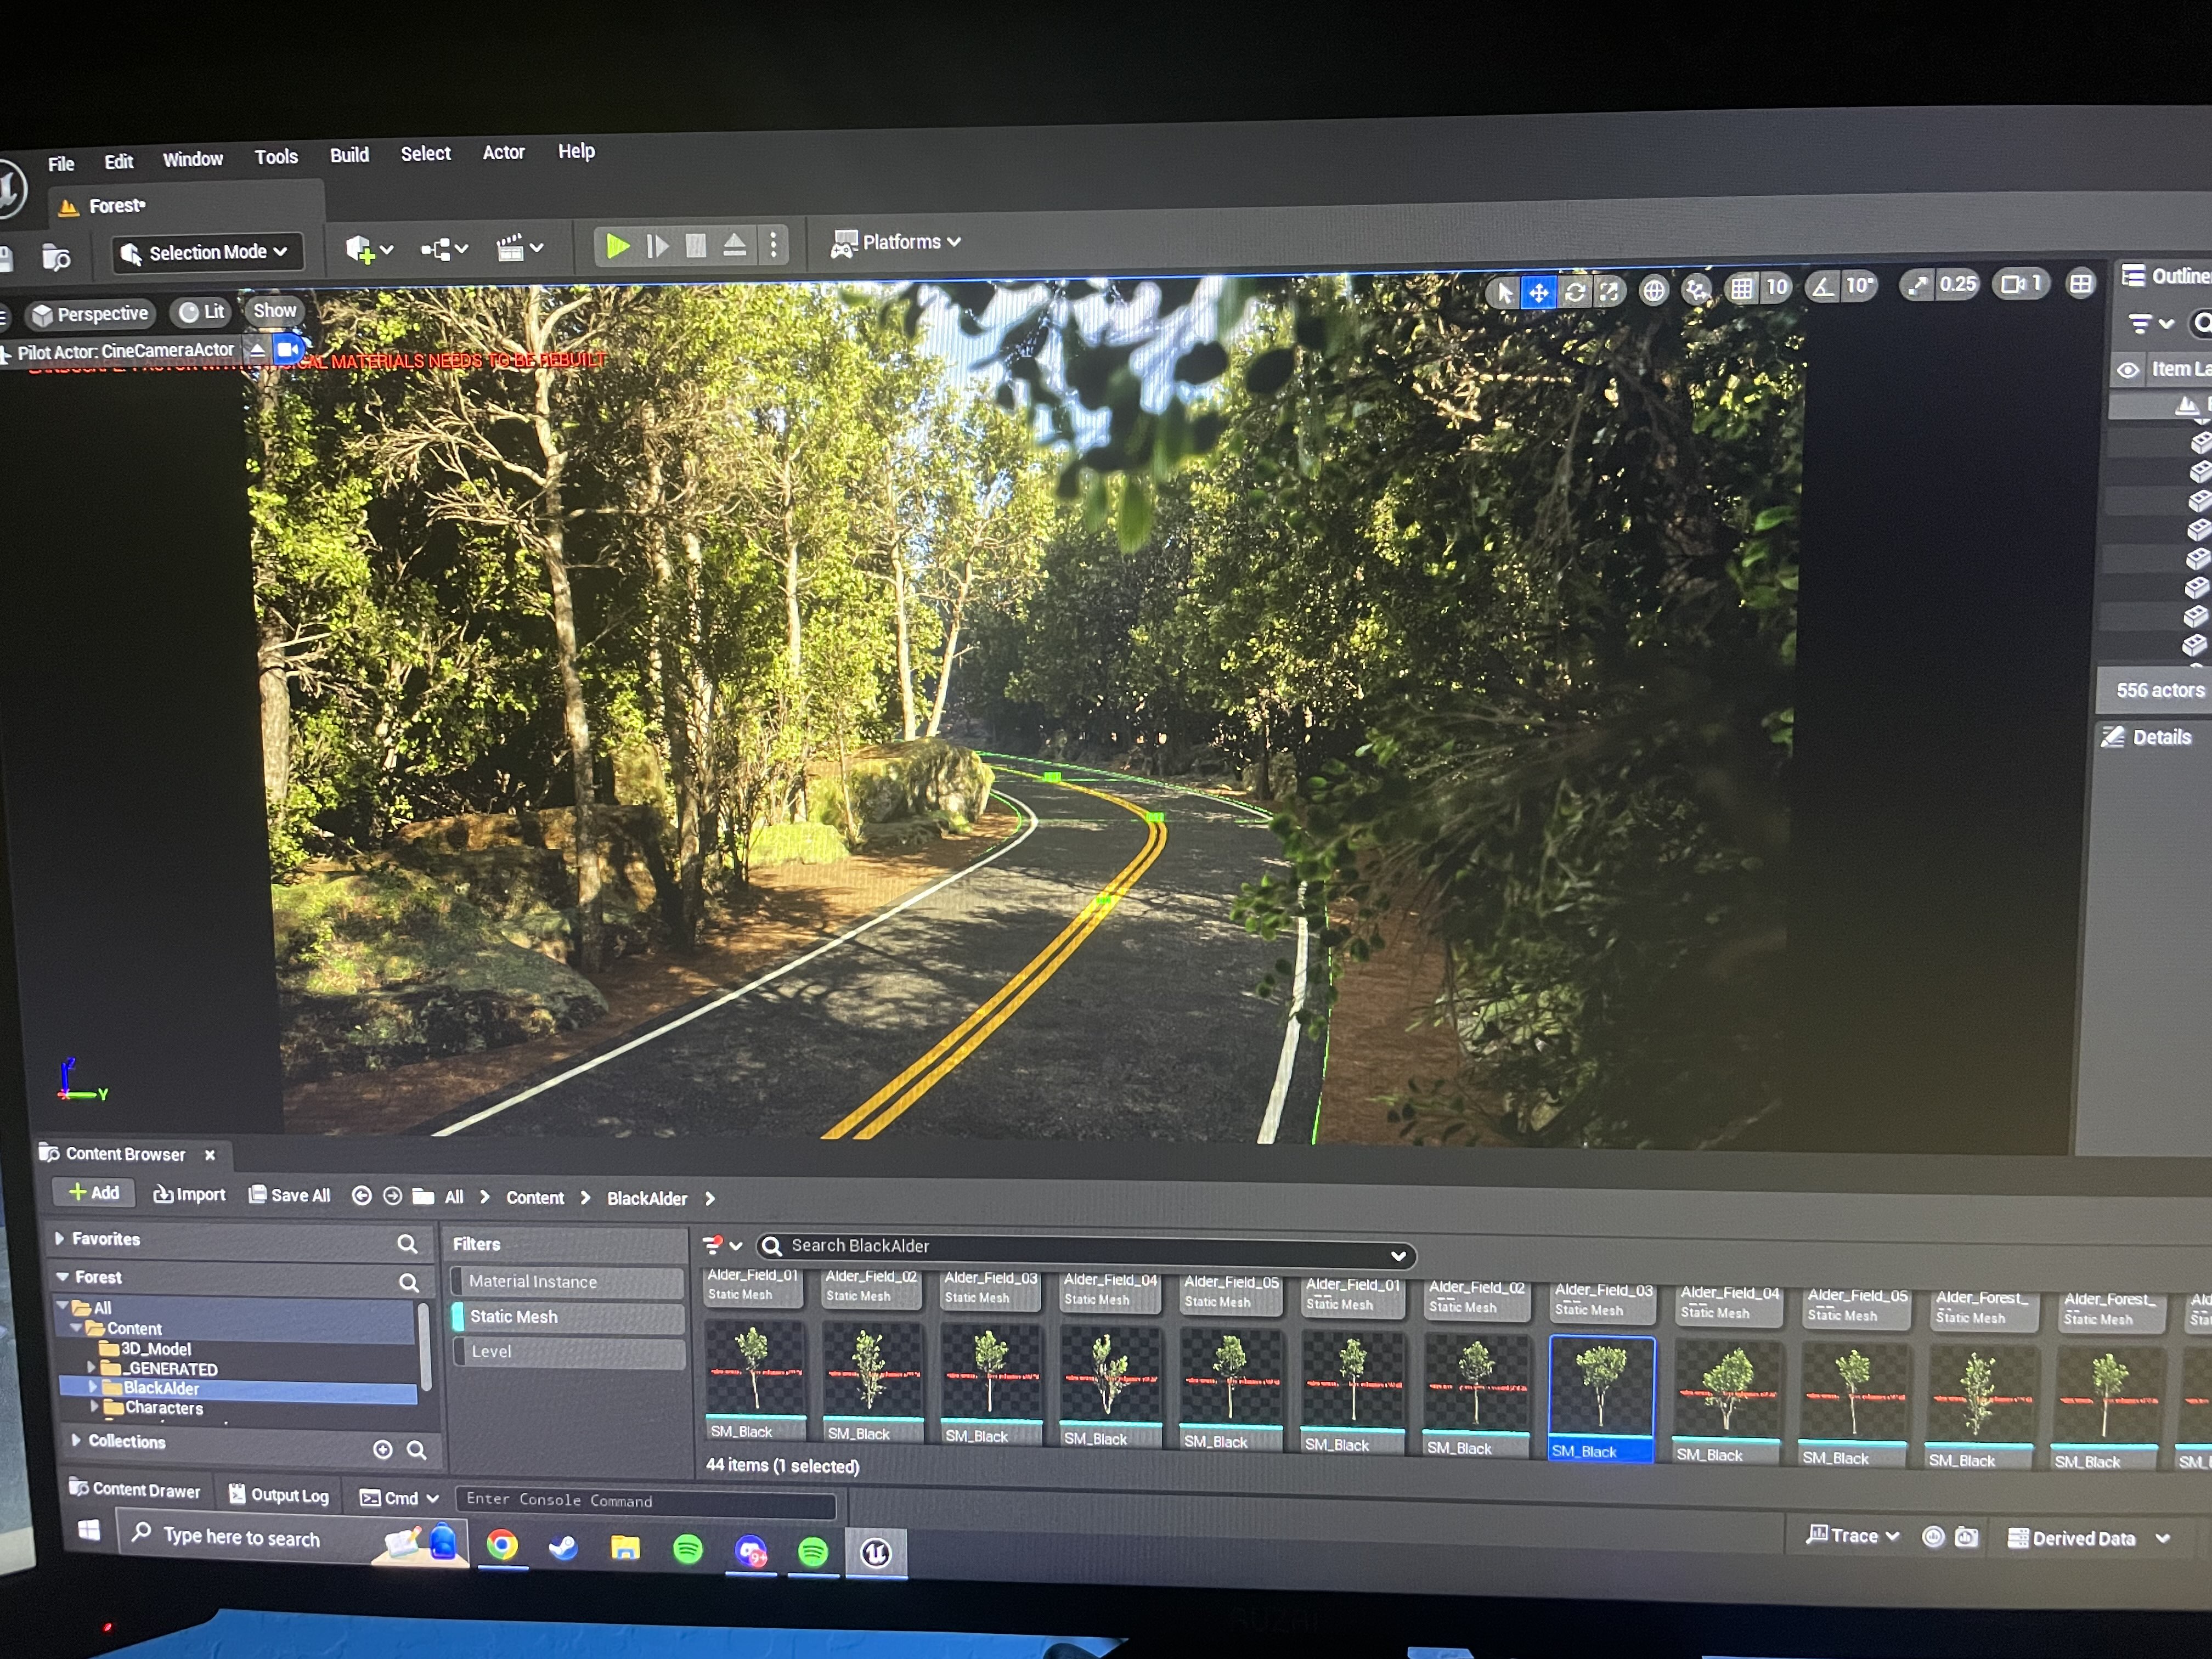 File Edit Window Tools Build Select Actor Help
Forest•
Selection Mode
Platforms
Perspective Lit Show
10 10° 0.25 1
Outline
Pilot Actor: CineCameraActor
MATERIALS NEEDS TO BE REBUILT
Item La
556 actors
Details
Z
Y
Content Browser
Add Import Save All All Content BlackAlder
Favorites
Filters
Search BlackAlder
Forest
Material Instance
Static Mesh
Level
All
Content
3D_Model
_GENERATED
BlackAlder
Characters
Collections
Alder_Field_01 Alder_Field_02 Alder_Field_03 Alder_Field_04 Alder_Field_05 Alder_Field_01 Alder_Field_02 Alder_Field_03 Alder_Field_04 Alder_Field_05 Alder_Forest_ Alder_Forest_
Static Mesh Static Mesh Static Mesh Static Mesh Static Mesh Static Mesh Static Mesh Static Mesh Static Mesh Static Mesh Static Mesh Static Mesh
SM_Black SM_Black SM_Black SM_Black SM_Black SM_Black SM_Black SM_Black SM_Black SM_Black SM_Black SM_Black
44 items (1 selected)
Content Drawer Output Log Cmd Enter Console Command
Trace Derived Data
Type here to search
9+